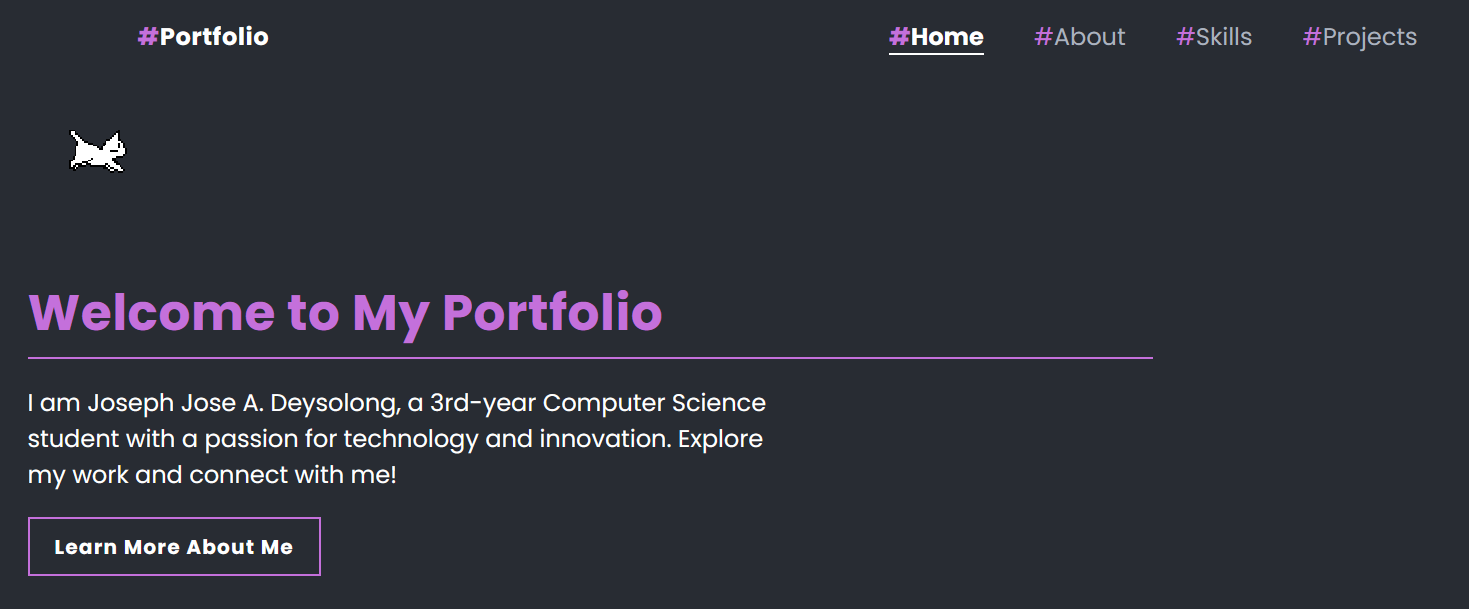 #Portfolio
#Home
#About
#Skills
#Projects
Welcome to My Portfolio
I am Joseph Jose A. Deysolong, a 3rd-year Computer Science
student with a passion for technology and innovation. Explore
my work and connect with me!
Learn More About Me